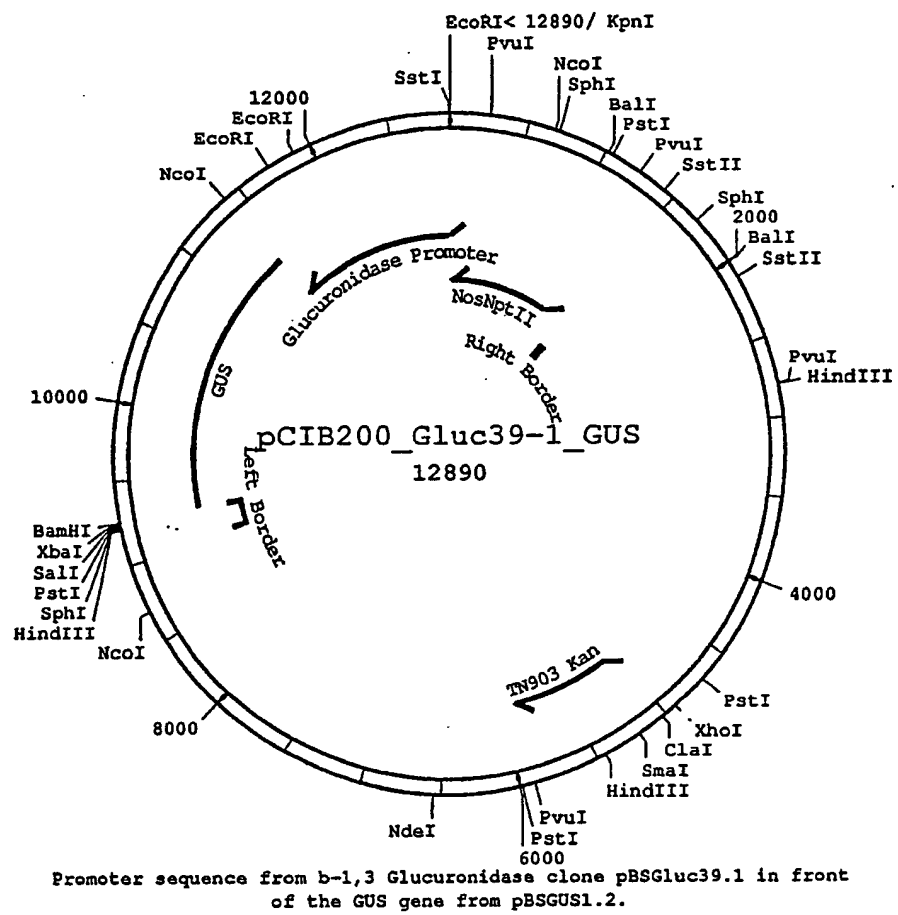 EcoRI< 12890/ KpnI
PvuI
SstI
NcoI
SphI
12000
BalI
EcoRI
PstI
EcoRI
PvuI
NcoI
SstII
SphI
2000
BalI
SstII
Glucuronidase Promoter
NosNptII
Right Border
PvuI
HindIII
GUS
10000
pCIB200_Gluc39-1_GUS
12890
Left Border
BamHI
XbaI
SalI
PstI
SphI
HindIII
NcoI
4000
TN903 Kan
PstI
XhoI
ClaI
SmaI
HindIII
8000
PvuI
NdeI
PstI
6000
Promoter sequence from b-1,3 Glucuronidase clone pBSGluc39.1 in front
of the GUS gene from pBSGUS1.2.